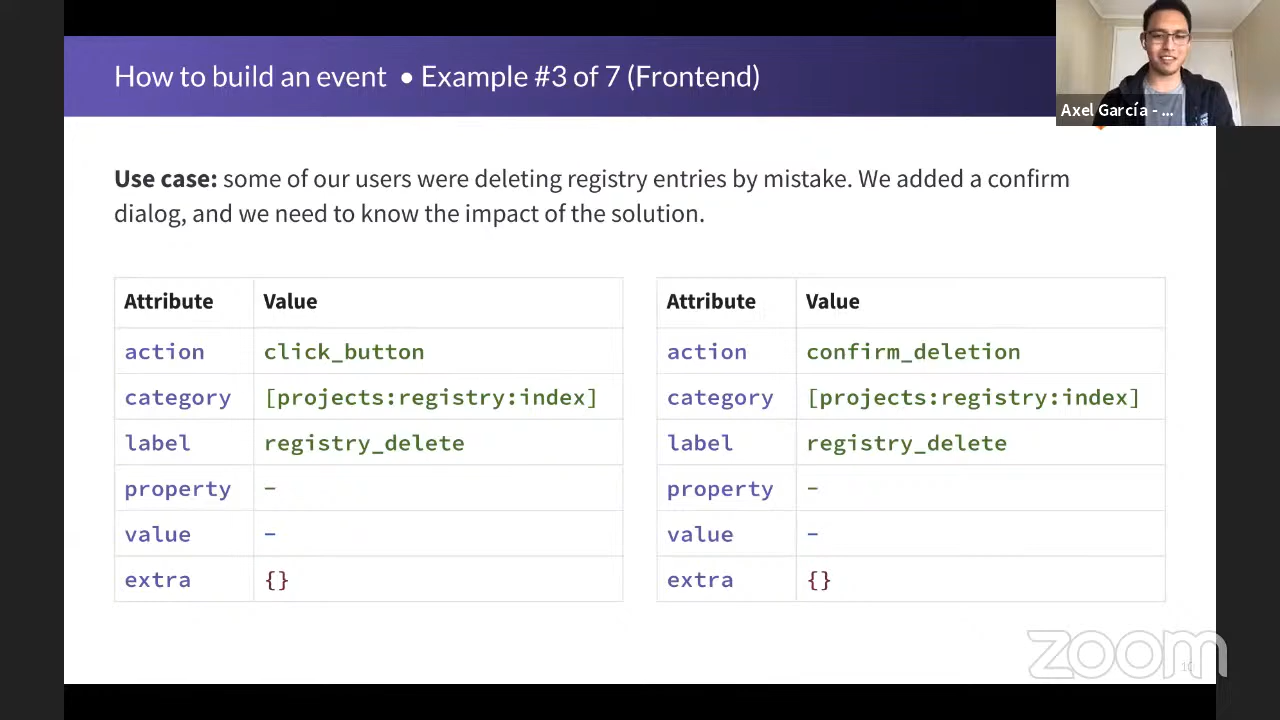 How to build an event • Example #3 of 7 (Frontend)
Axel García - ...
Use case: some of our users were deleting registry entries by mistake. We added a confirm
dialog, and we need to know the impact of the solution.
Attribute Value
action click_button
category [projects:registry:index]
label registry_delete
property -
value -
extra {}
Attribute Value
action confirm_deletion
category [projects:registry:index]
label registry_delete
property -
value -
extra {}
zoom
10